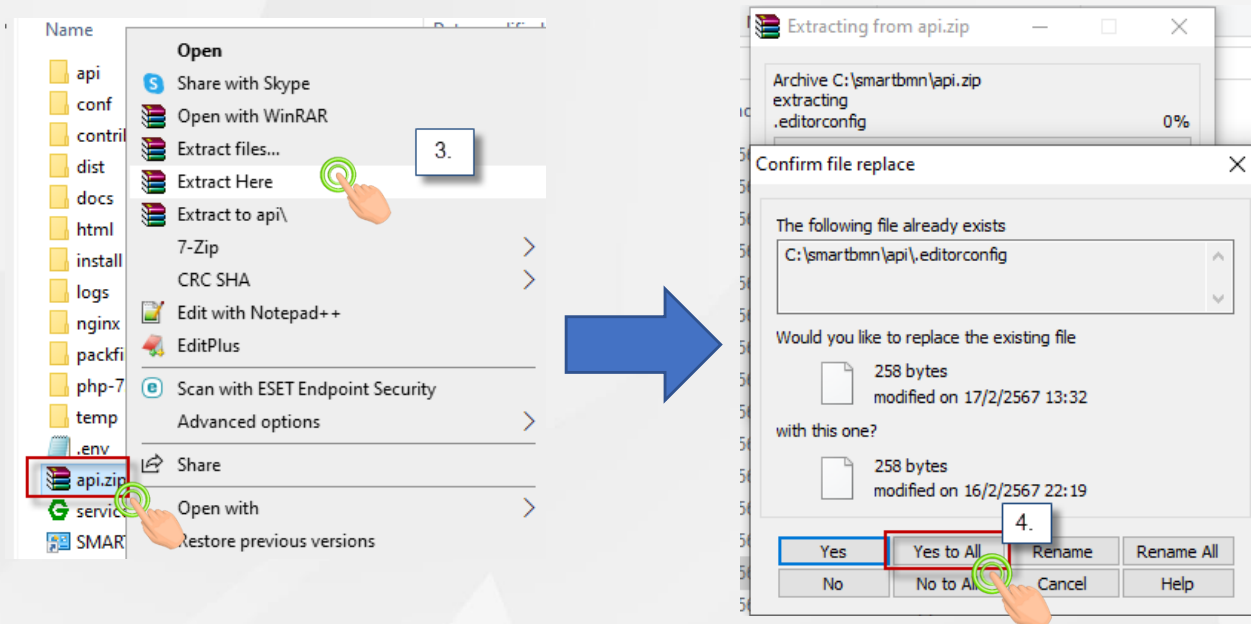 Name
api
conf
contril
dist
docs
html
install
logs
nginx
packfi
php-7
temp
.env
api.zip
servic
SMAR
Open
Share with Skype
Open with WinRAR
Extract files...
3.
Extract Here
Extract to api\
7-Zip
CRC SHA
Edit with Notepad++
EditPlus
Scan with ESET Endpoint Security
Advanced options
Share
Open with
Restore previous versions
Extracting from api.zip
Archive C:\smartbmn\api.zip
extracting
.editorconfig 0%
Confirm file replace
The following file already exists
C:\smartbmn\api\.editorconfig
Would you like to replace the existing file
258 bytes
modified on 17/2/2567 13:32
with this one?
258 bytes
modified on 16/2/2567 22:19
4.
Yes Yes to All Rename Rename All
No No to All Cancel Help